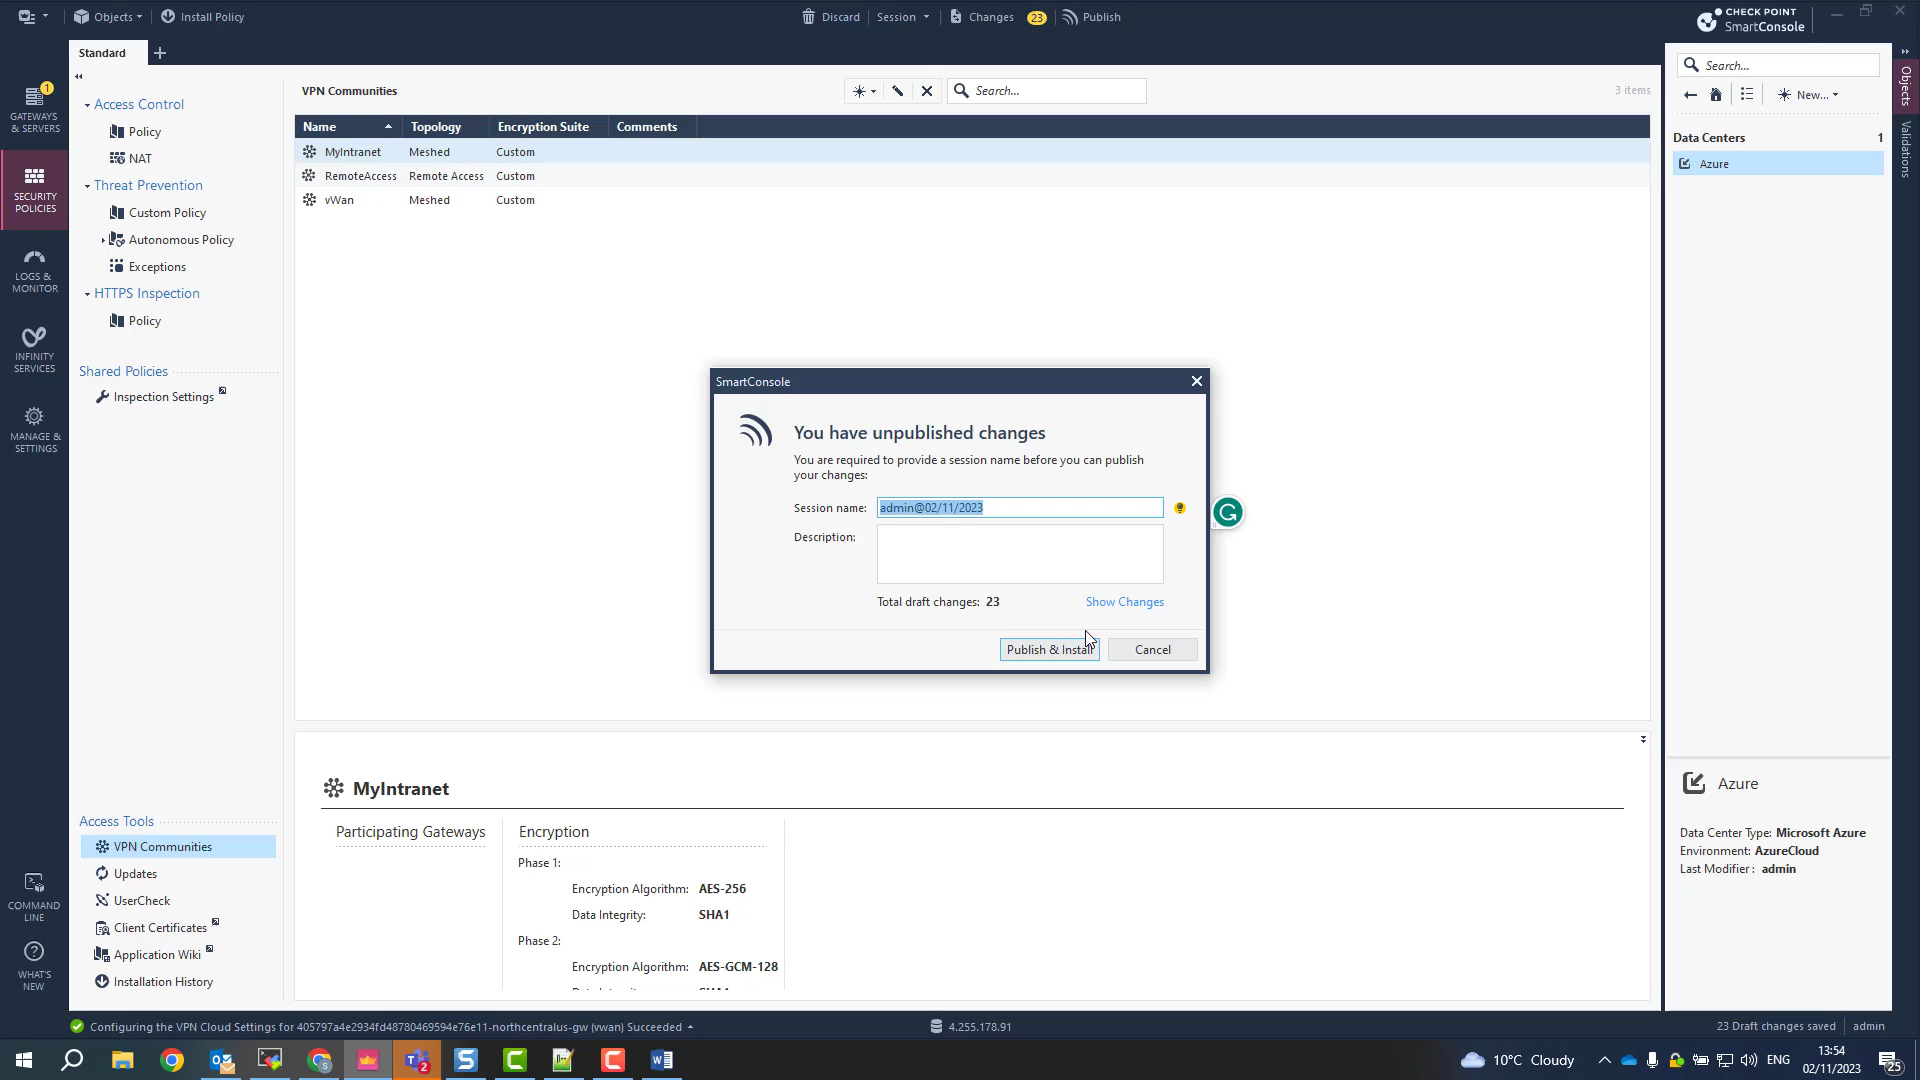 Objects
Install Policy
Discard
Session
Changes
23
Publish
CHECK POINT
SmartConsole
Standard
1
GATEWAYS
& SERVERS
SECURITY
POLICIES
LOGS &
MONITOR
INFINITY
SERVICES
MANAGE &
SETTINGS
COMMAND
LINE
WHAT'S
NEW
Access Control
Policy
NAT
Threat Prevention
Custom Policy
Autonomous Policy
Exceptions
HTTPS Inspection
Policy
Shared Policies
Inspection Settings
Access Tools
VPN Communities
Updates
UserCheck
Client Certificates
Application Wiki
Installation History
VPN Communities
Search...
3 items
Name Topology Encryption Suite Comments
MyIntranet Meshed Custom
RemoteAccess Remote Access Custom
vWan Meshed Custom
SmartConsole
You have unpublished changes
You are required to provide a session name before you can publish
your changes:
Session name: admin@02/11/2023
Description:
Total draft changes: 23
Show Changes
Publish & Install
Cancel
MyIntranet
Participating Gateways
Encryption
Phase 1:
Encryption Algorithm: AES-256
Data Integrity: SHA1
Phase 2:
Encryption Algorithm: AES-GCM-128
Search...
New...
Data Centers 1
Azure
Objects
Validations
Azure
Data Center Type: Microsoft Azure
Environment: AzureCloud
Last Modifier : admin
Configuring the VPN Cloud Settings for 405797a4e2934fd48780469594e76e11-northcentralus-gw (vwan) Succeeded
4.255.178.91
23 Draft changes saved
admin
2
10°C Cloudy
ENG
13:54
02/11/2023
25